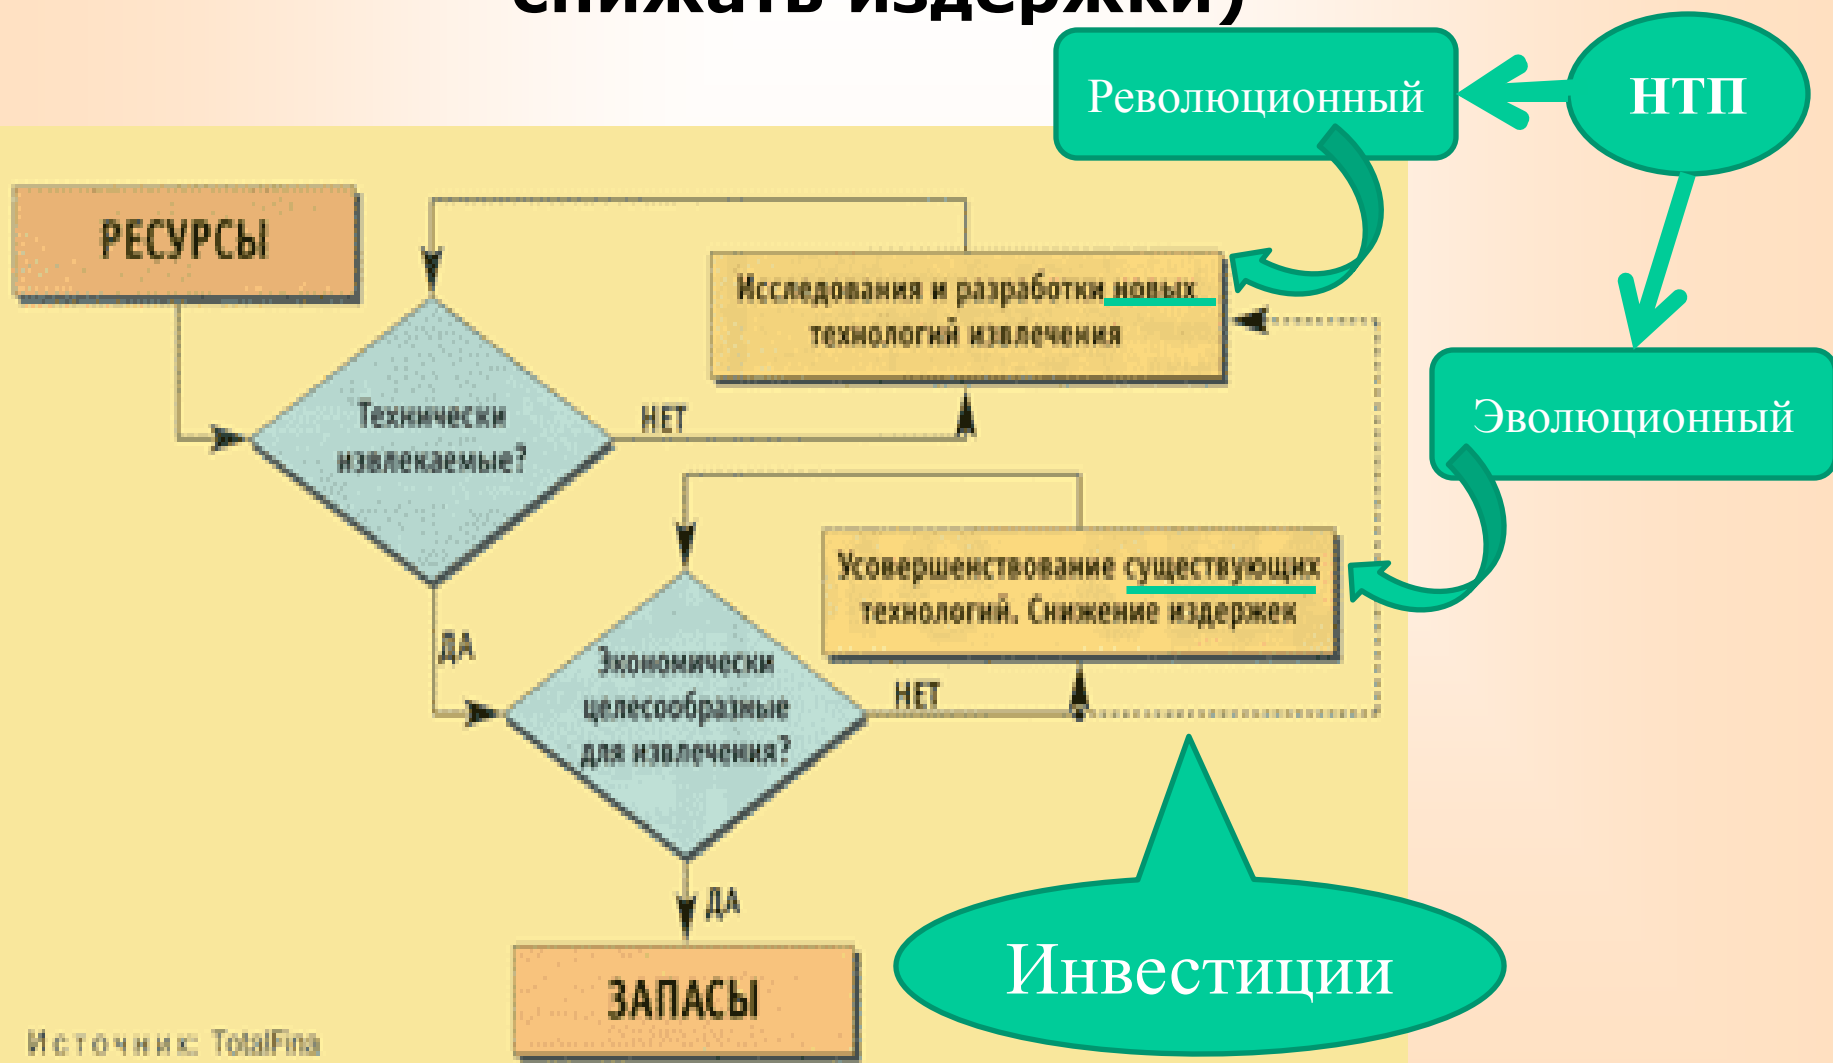 снижать издержки)
Революционный
НТП
РЕСУРСЫ
Исследования и разработки новых
технологий извлечения
Технически
извлекаемые?
НЕТ
Эволюционный
Усовершенствование существующих
технологий. Снижение издержек
ДА
Экономически
целесообразные
для извлечения?
НЕТ
ДА
Инвестиции
ЗАПАСЫ
Источник: TotalFina